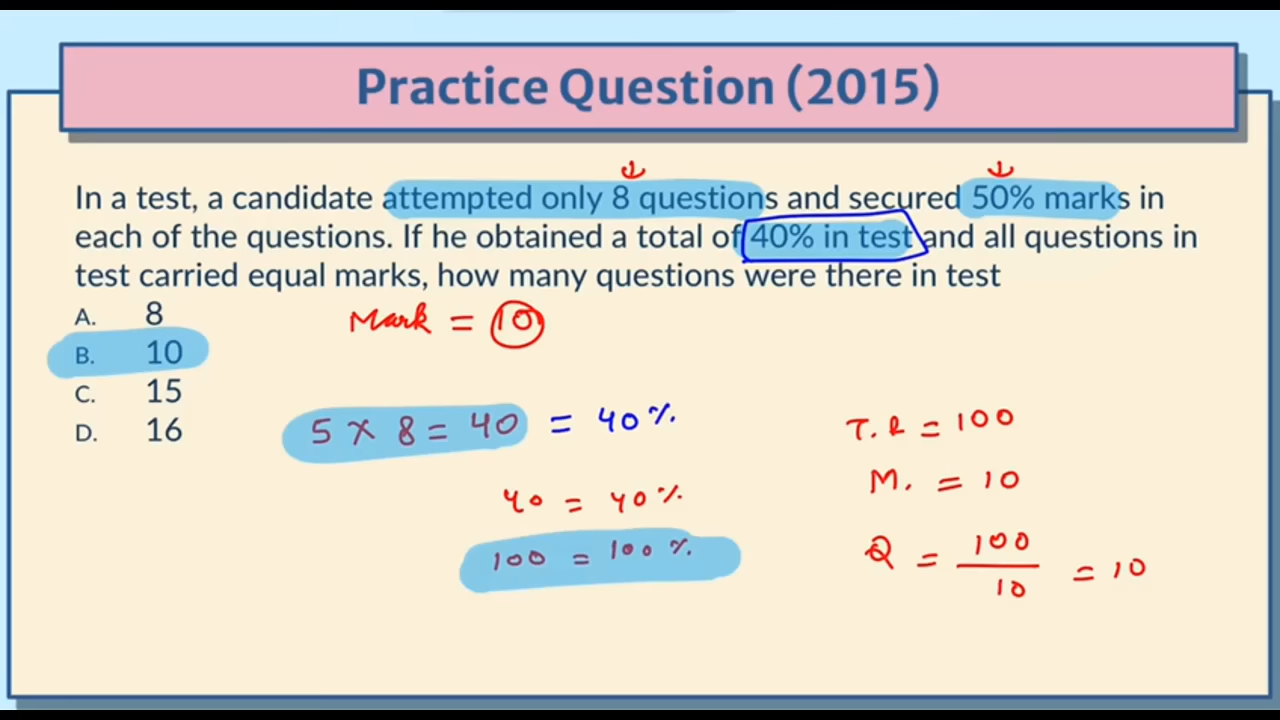 Practice Question (2015)
In a test, a candidate attempted only 8 questions and secured 50% marks in
each of the questions. If he obtained a total of 40% in test and all questions in
test carried equal marks, how many questions were there in test
A. 8
B. 10
C. 15
D. 16
Mark = 10
5 × 8 = 40 = 40%
40 = 40%
100 = 100%
T. R = 100
M. = 10
Q = 100
10
= 10